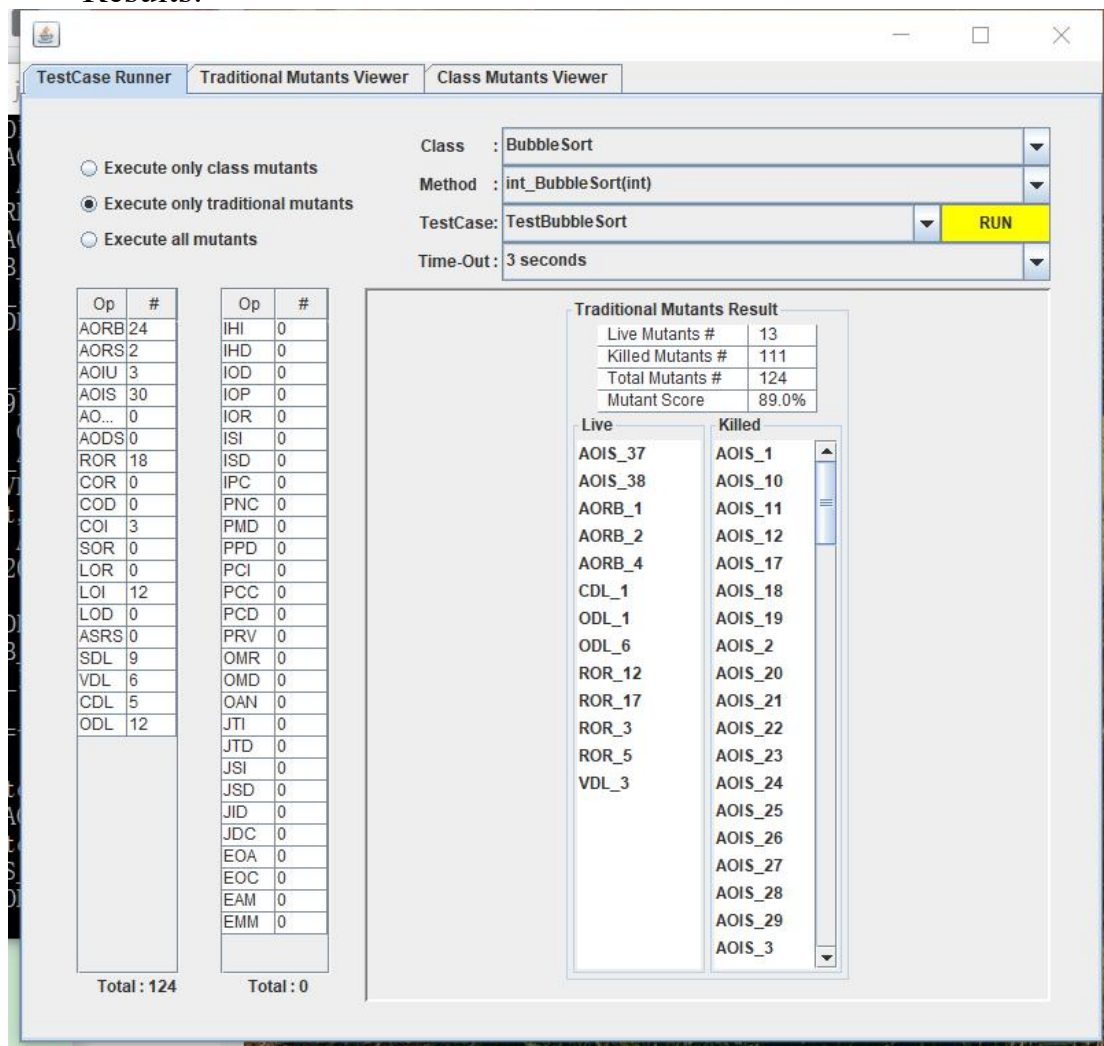 Results:
TestCase Runner Traditional Mutants Viewer Class Mutants Viewer
Execute only class mutants
Execute only traditional mutants
Execute all mutants
Class : BubbleSort
Method : int_BubbleSort(int)
TestCase: TestBubbleSort RUN
Time-Out : 3 seconds
Op #
AORB 24
AORS 2
AOIU 3
AOIS 30
AO... 0
AODS 0
ROR 18
COR 0
COD 0
COI 3
SOR 0
LOR 0
LOI 12
LOD 0
ASRS 0
SDL 9
VDL 6
CDL 5
ODL 12
Total : 124
Op #
IHI 0
IHD 0
IOD 0
IOP 0
IOR 0
ISI 0
ISD 0
IPC 0
PNC 0
PMD 0
PPD 0
PCI 0
PCC 0
PCD 0
PRV 0
OMR 0
OMD 0
OAN 0
JTI 0
JTD 0
JSI 0
JSD 0
JID 0
JDC 0
EOA 0
EOC 0
EAM 0
EMM 0
Total : 0
Traditional Mutants Result
Live Mutants # 13
Killed Mutants # 111
Total Mutants # 124
Mutant Score 89.0%
Live
AOIS_37
AOIS_38
AORB_1
AORB_2
AORB_4
CDL_1
ODL_1
ODL_6
ROR_12
ROR_17
ROR_3
ROR_5
VDL_3
Killed
AOIS_1
AOIS_10
AOIS_11
AOIS_12
AOIS_17
AOIS_18
AOIS_19
AOIS_2
AOIS_20
AOIS_21
AOIS_22
AOIS_23
AOIS_24
AOIS_25
AOIS_26
AOIS_27
AOIS_28
AOIS_29
AOIS_3